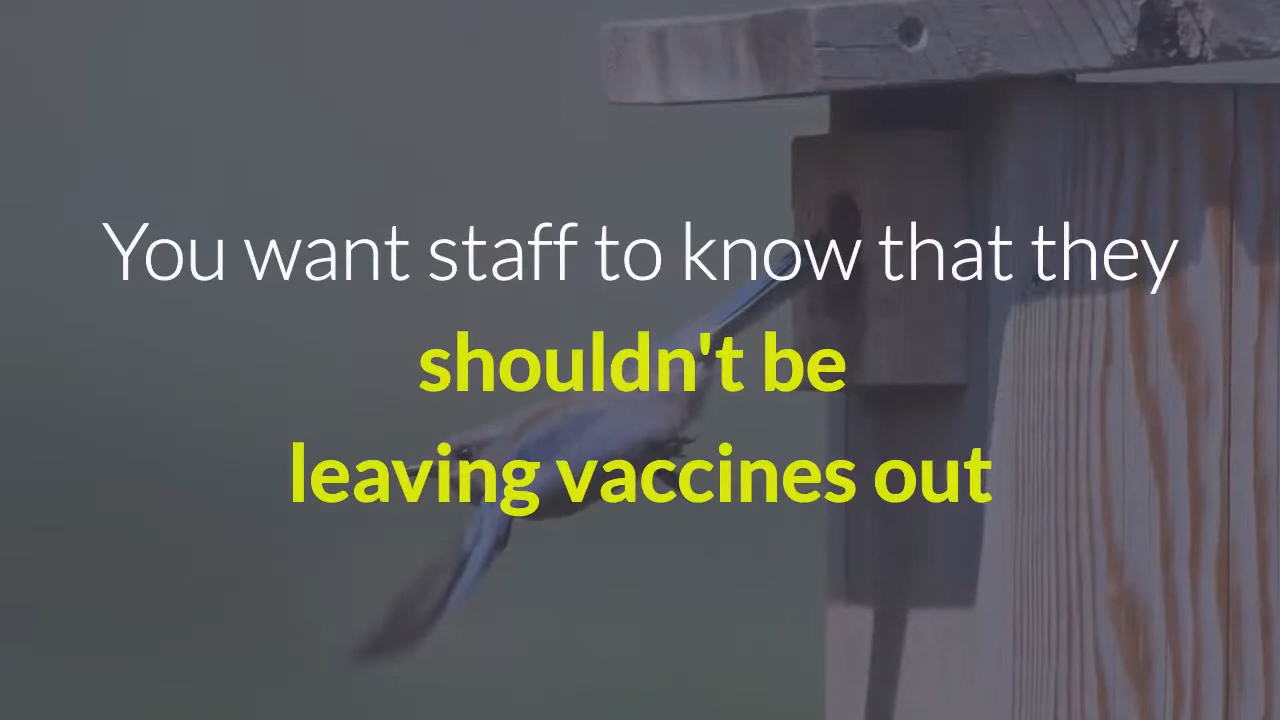 You want staff to know that they
shouldn't be
leaving vaccines out